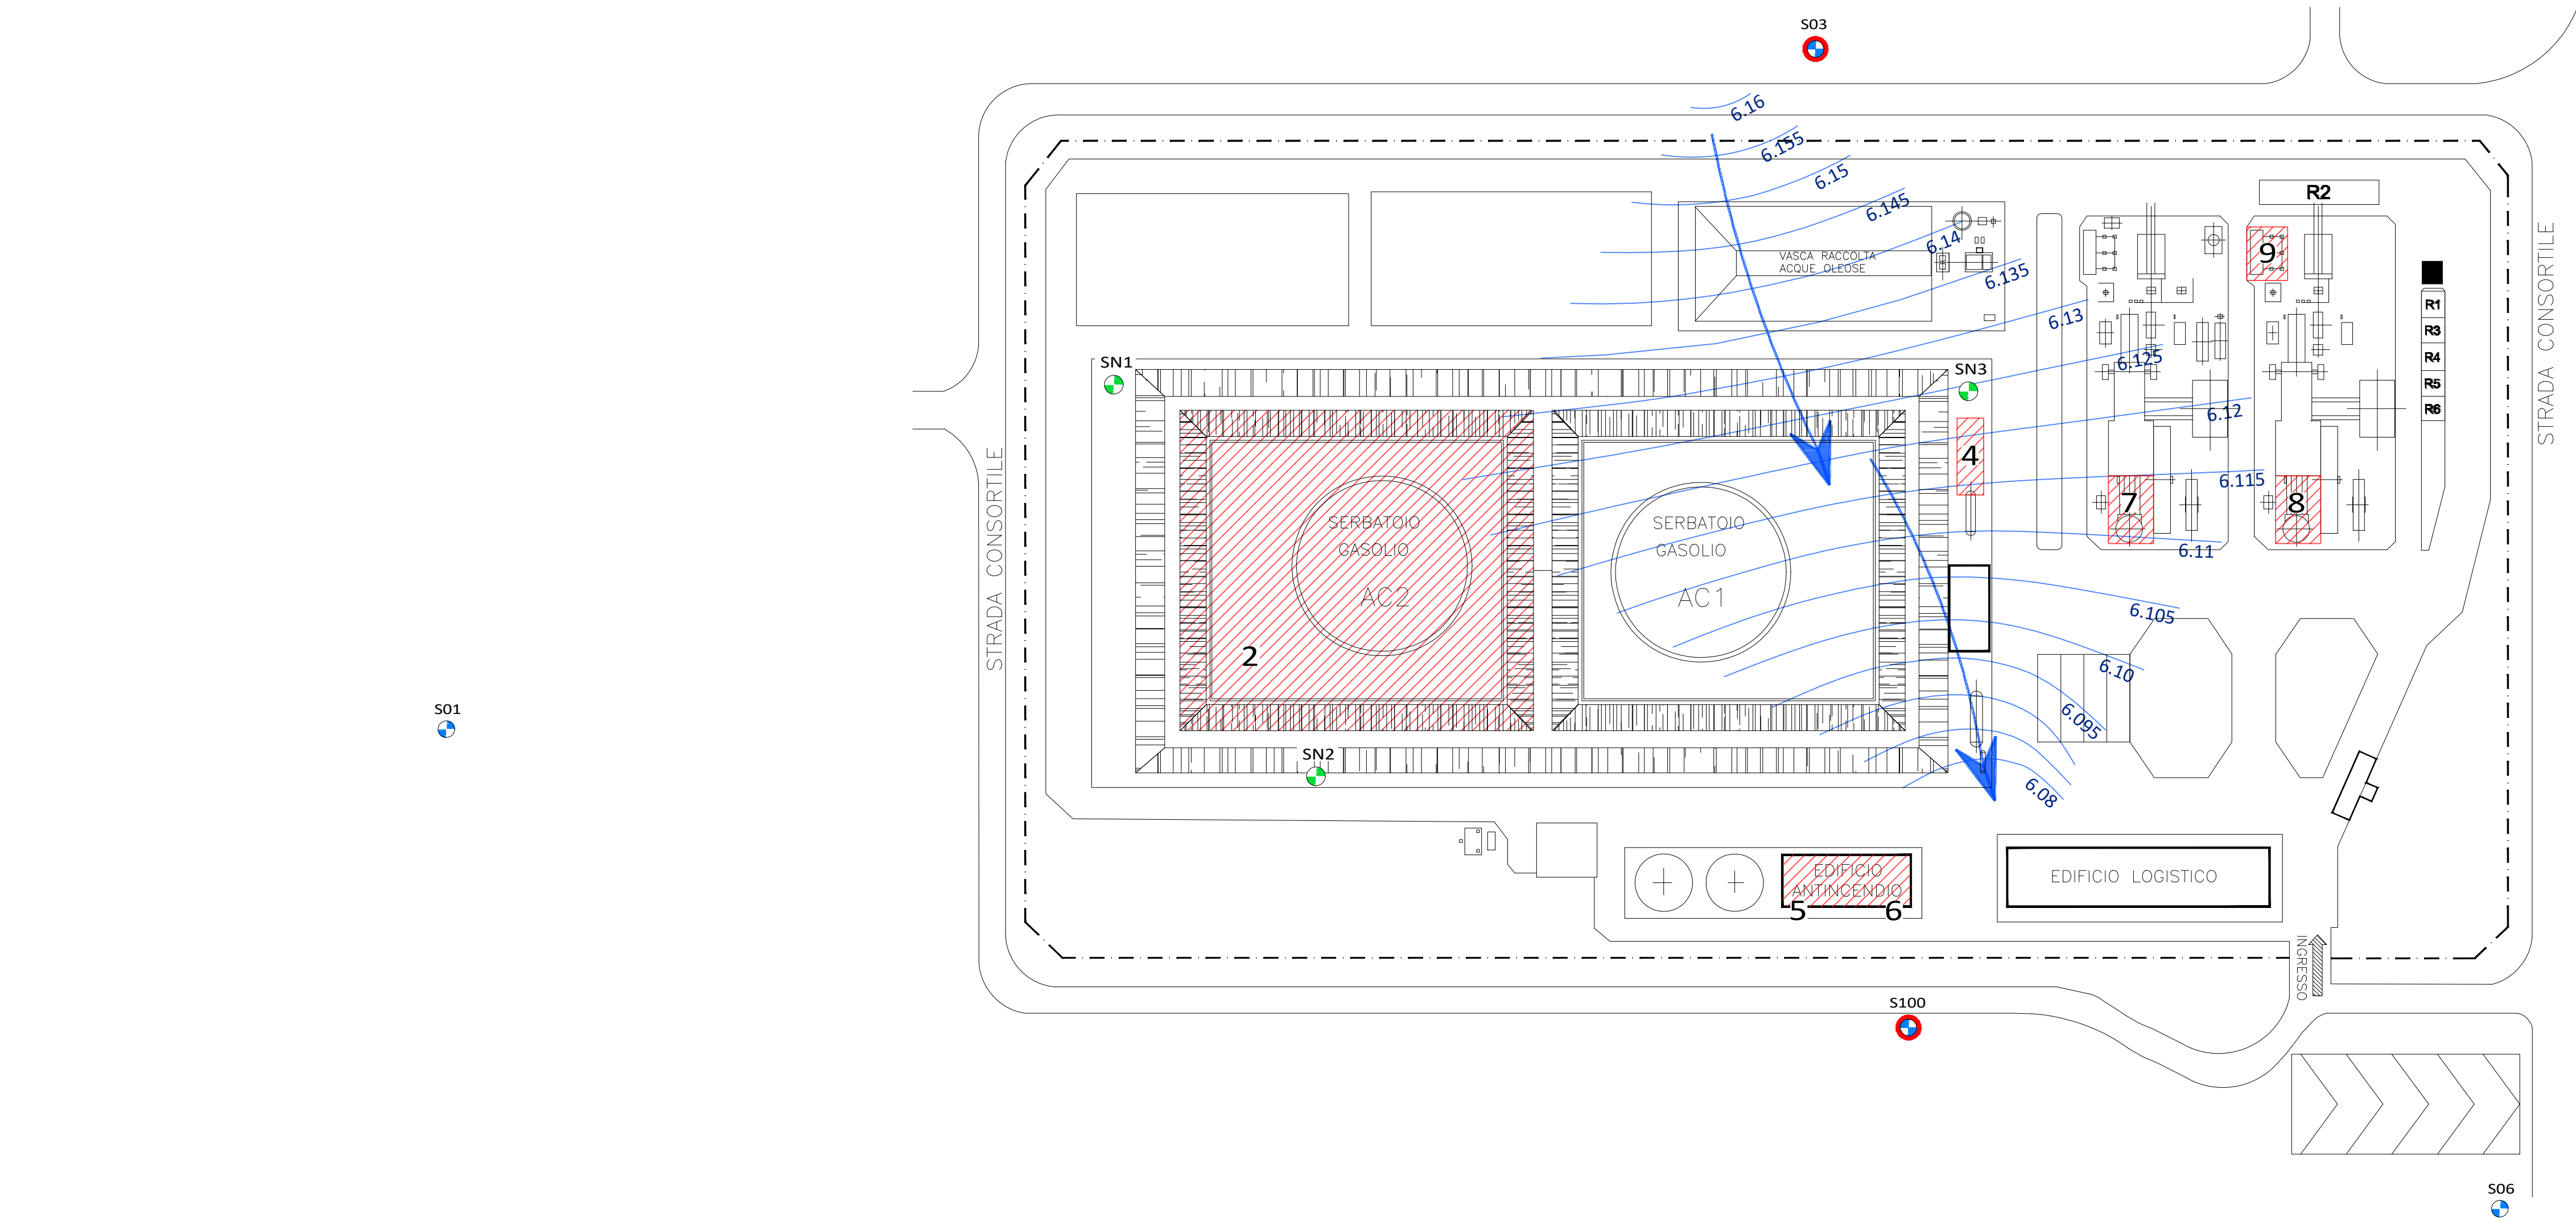 S03
6.16
6.155
6.15
6.145
6.14
6.135
6.13
6.125
6.12
6.115
6.11
6.105
6.10
6.095
6.08
R2
9
VASCA RACCOLTA
ACQUE OLEOSE
R1
R3
R4
R5
R6
STRADA CONSORTILE
STRADA CONSORTILE
SN1
SN3
4
7
8
SERBATOIO
GASOLIO
AC2
2
SERBATOIO
GASOLIO
AC1
S01
SN2
EDIFICIO
ANTINCENDIO
5
6
EDIFICIO LOGISTICO
INGRESSO
S100
S06